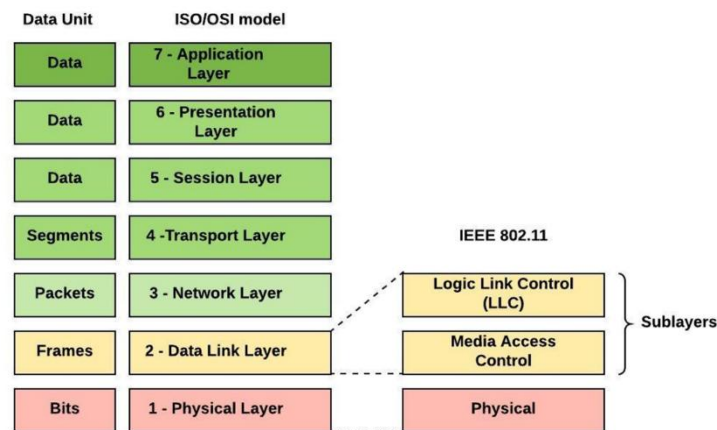 Data Unit
ISO/OSI model
Data
7 - Application
Layer
Data
6 - Presentation
Layer
Data
5 - Session Layer
Segments
4 -Transport Layer
IEEE 802.11
Packets
3 - Network Layer
Logic Link Control
(LLC)
Sublayers
Frames
2 - Data Link Layer
Media Access
Control
Bits
1 - Physical Layer
Physical